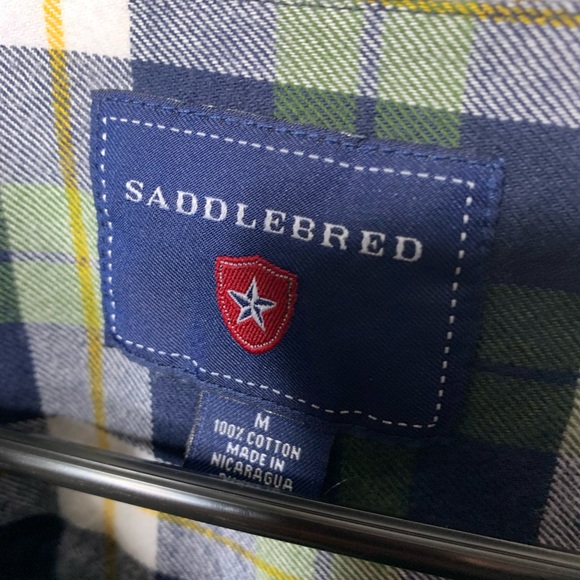 SADDLEBRED
M
100% COTTON
MADE IN
NICARAGUA